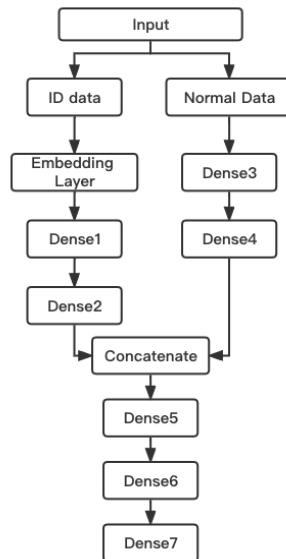 Input
ID data
Normal Data
Embedding
Layer
Dense3
Dense1
Dense4
Dense2
Concatenate
Dense5
Dense6
Dense7